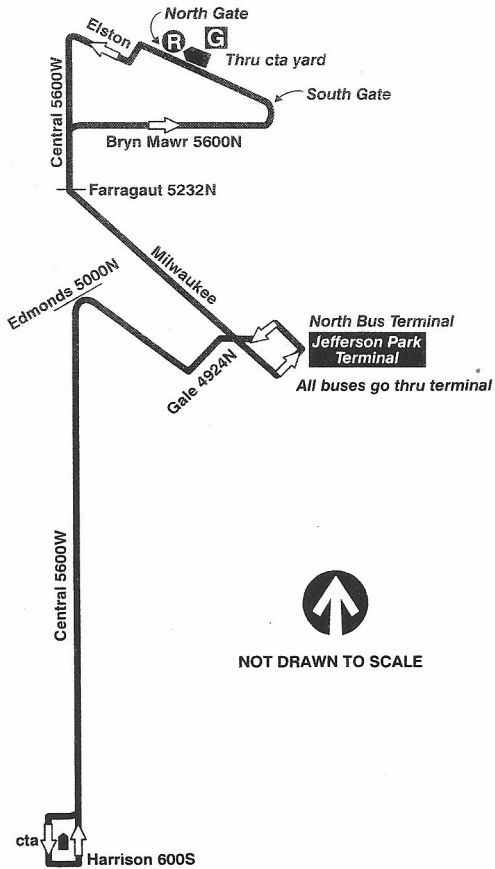 North Gate
Elston
R
G
Thru cta yard
South Gate
Central 5600W
Bryn Mawr 5600N
Farragut 5232N
Milwaukee
Edmonds 5000N
North Bus Terminal
Jefferson Park
Terminal
Gale 4924N
All buses go thru terminal
Central 5600W
NOT DRAWN TO SCALE
cta
Harrison 600S